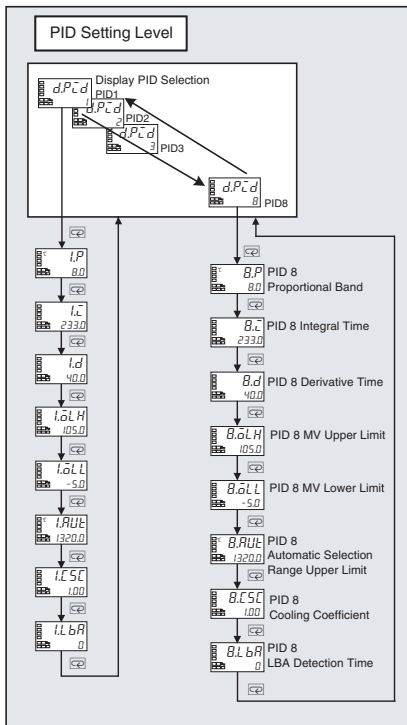 PID Setting Level
Display PID Selection
d.PID
1
PID1
d.PID
2
PID2
d.PID
3
PID3
d.PID
8
PID8
°C
1.P
8.0
1.I
233.0
1.d
40.0
1.oLH
105.0
1.oLL
-5.0
°C
1.AUt
1320.0
1.CSC
1.00
1.LbA
0
°C
8.P
8.0
PID 8
Proportional Band
8.I
233.0
PID 8 Integral Time
8.d
40.0
PID 8 Derivative Time
8.oLH
105.0
PID 8 MV Upper Limit
8.oLL
-5.0
PID 8 MV Lower Limit
°C
8.AUt
1320.0
PID 8
Automatic Selection
Range Upper Limit
8.CSC
1.00
PID 8
Cooling Coefficient
8.LbA
0
PID 8
LBA Detection Time